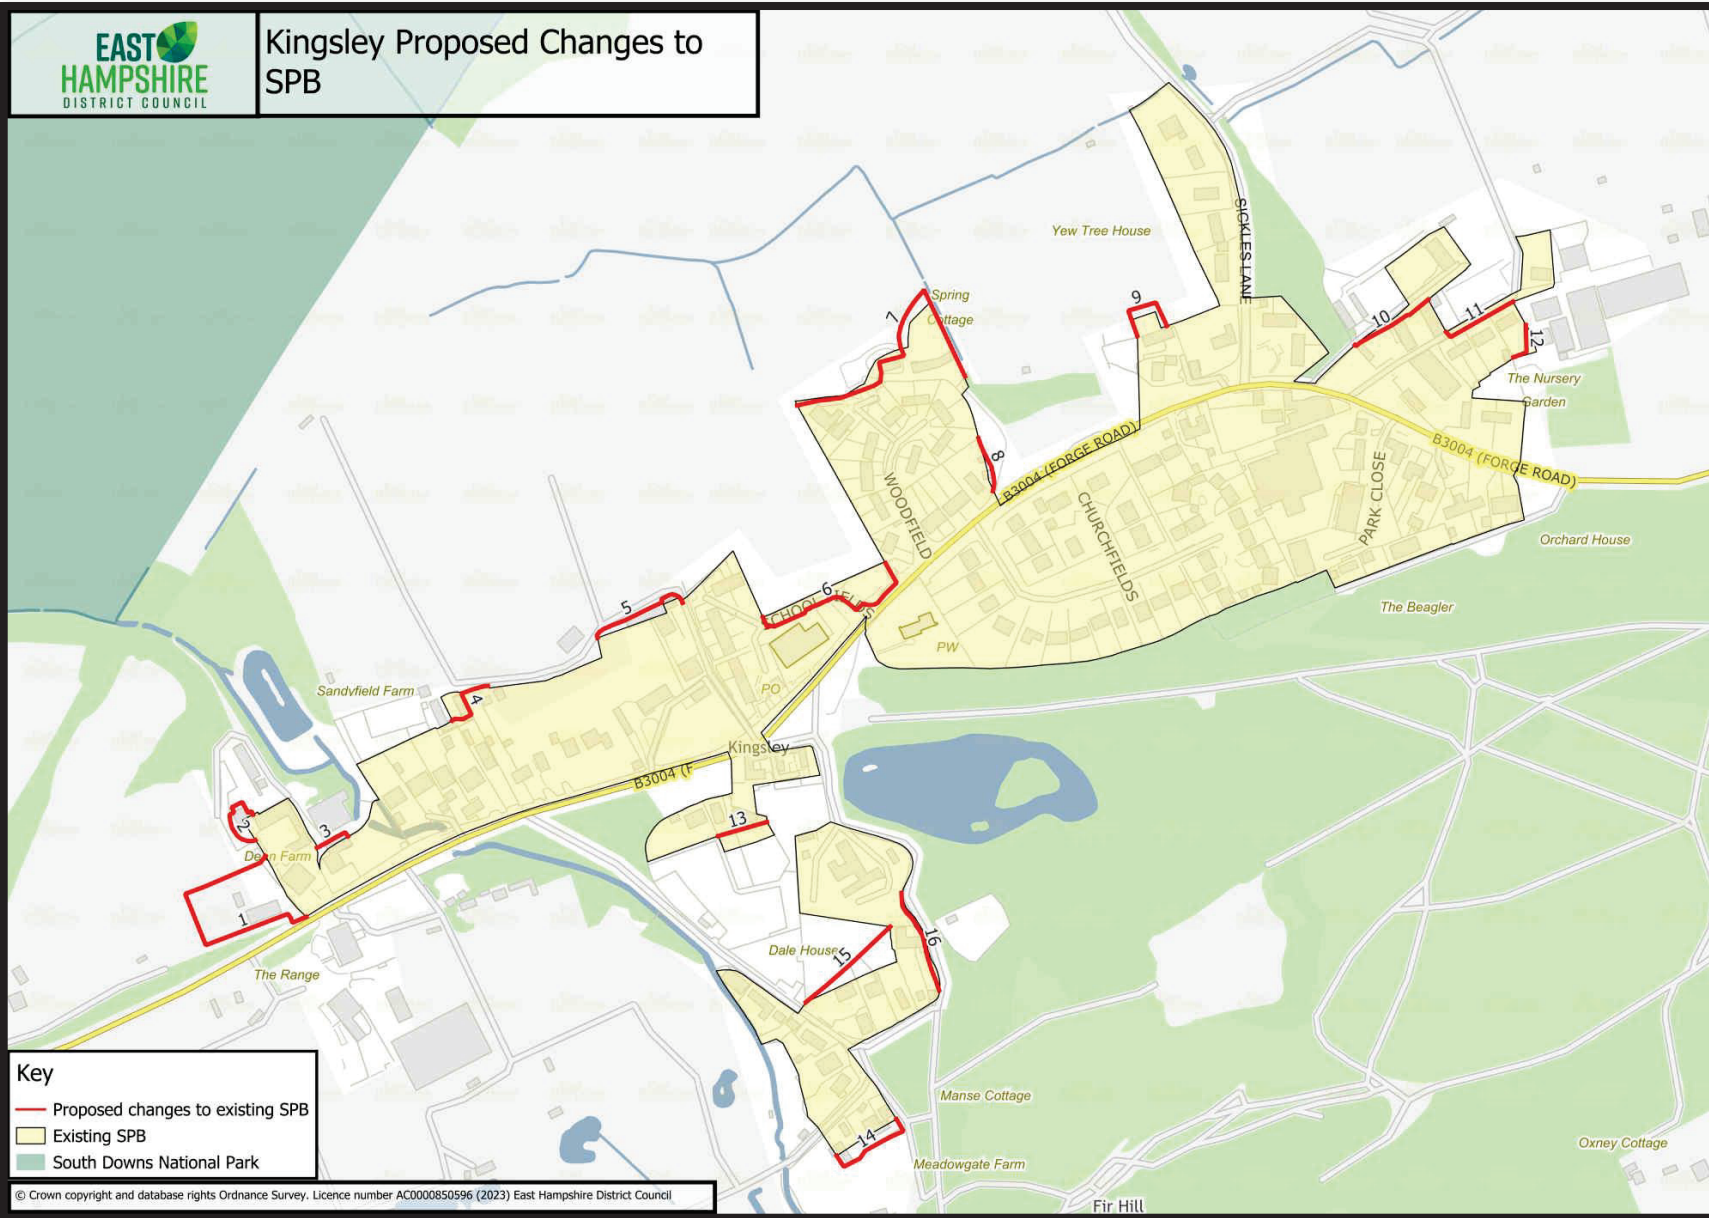 EAST
HAMPSHIRE
DISTRICT COUNCIL
Kingsley Proposed Changes to
SPB
SICKLES LANE
Yew Tree House
Spring
Cottage
7
9
10
11
12
The Nursery
Garden
8
B3004 (FORGE ROAD)
B3004 (FORGE ROAD)
WOODFIELD
CHURCHFIELDS
PARK CLOSE
Orchard House
The Beagler
6
5
PW
PO
Sandyfield Farm
4
Kingsley
B3004 (F
13
3
2
Dean Farm
1
The Range
Dale House
15
16
Manse Cottage
14
Meadowgate Farm
Oxney Cottage
Fir Hill
Key
Proposed changes to existing SPB
Existing SPB
South Downs National Park
© Crown copyright and database rights Ordnance Survey. Licence number AC0000850596 (2023) East Hampshire District Council